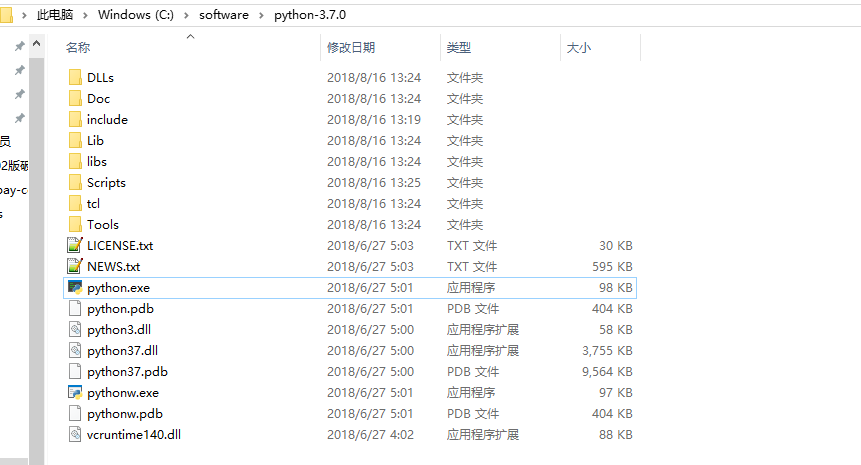 此电脑 > Windows (C:) > software > python-3.7.0
名称 修改日期 类型 大小
DLLs 2018/8/16 13:24 文件夹
Doc 2018/8/16 13:24 文件夹
include 2018/8/16 13:19 文件夹
Lib 2018/8/16 13:24 文件夹
员
libs 2018/8/16 13:24 文件夹
02版破
Scripts 2018/8/16 13:25 文件夹
pay-c
tcl 2018/8/16 13:24 文件夹
s
Tools 2018/8/16 13:24 文件夹
LICENSE.txt 2018/6/27 5:03 TXT 文件 30 KB
NEWS.txt 2018/6/27 5:03 TXT 文件 595 KB
python.exe 2018/6/27 5:01 应用程序 98 KB
python.pdb 2018/6/27 5:01 PDB 文件 404 KB
python3.dll 2018/6/27 5:00 应用程序扩展 58 KB
python37.dll 2018/6/27 5:00 应用程序扩展 3,755 KB
python37.pdb 2018/6/27 5:00 PDB 文件 9,564 KB
pythonw.exe 2018/6/27 5:01 应用程序 97 KB
pythonw.pdb 2018/6/27 5:01 PDB 文件 404 KB
vcruntime140.dll 2018/6/27 4:02 应用程序扩展 88 KB